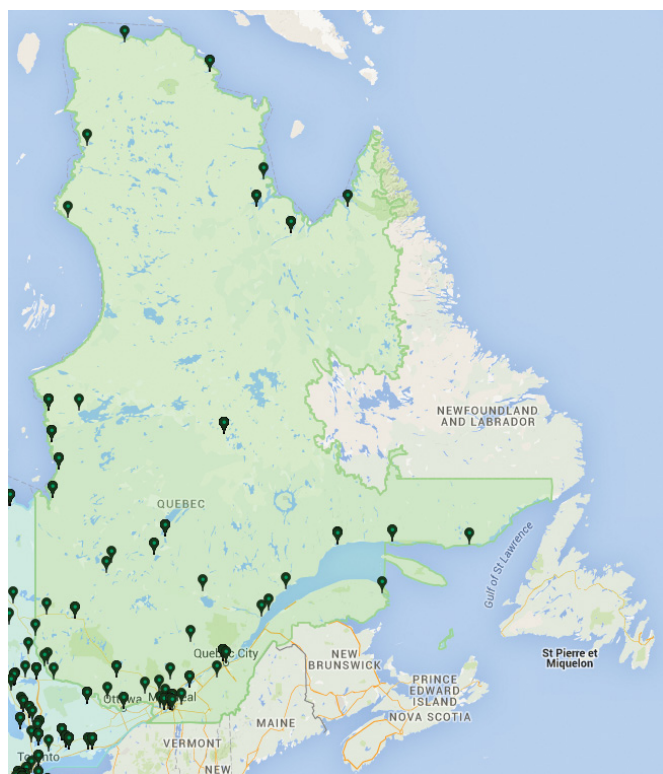 NEWFOUNDLAND
AND LABRADOR
QUEBEC
Gulf of St Lawrence
Quebec City
NEW
BRUNSWICK
St Pierre et
Miquelon
PRINCE
EDWARD
ISLAND
NOVA SCOTIA
Ottawa
MAINE
VERMONT
Toronto
NEW